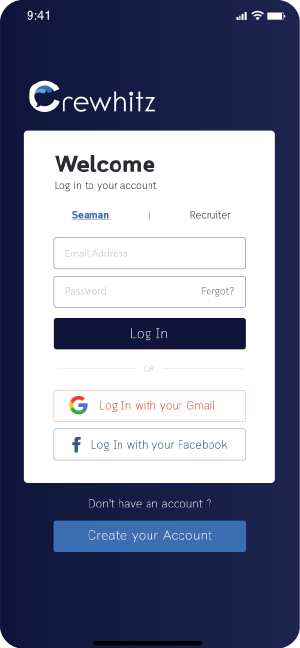 9:41
Crewhitz
Welcome
Log in to your account
Seaman | Recruiter
Email Address
Password Forgot?
Log In
OR
Log In with your Gmail
Log In with your Facebook
Don't have an account ?
Create your Account